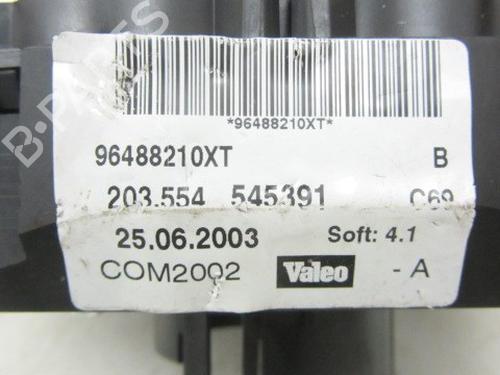 *96488210XT*
96488210XT B
203.554 545391 C69
25.06.2003 Soft: 4.1
COM2002 Valeo - A
B-PARTS